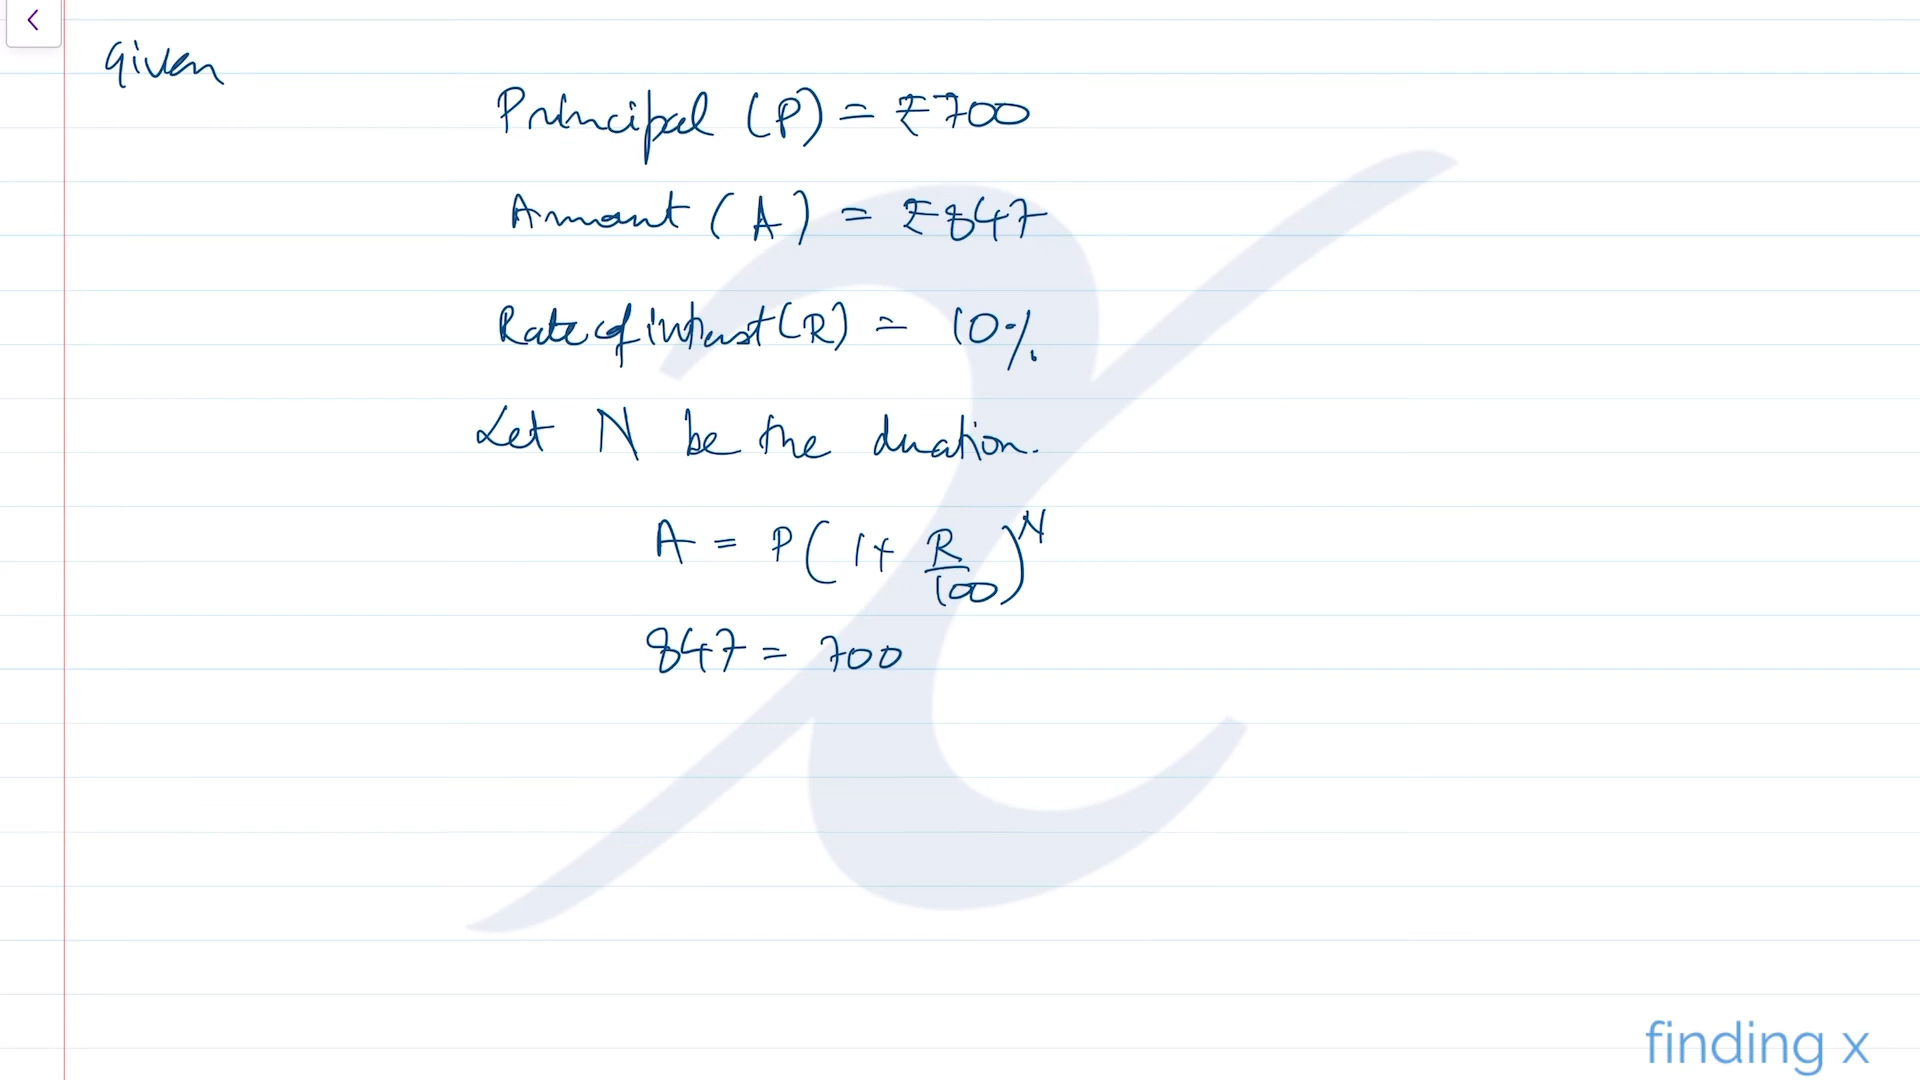 Given
Principal (P) = ₹700
Amount (A) = ₹847
Rate of interest (R) = 10%
Let N be the duration.
A = P(1+ R/100)^N
847 = 700
finding x